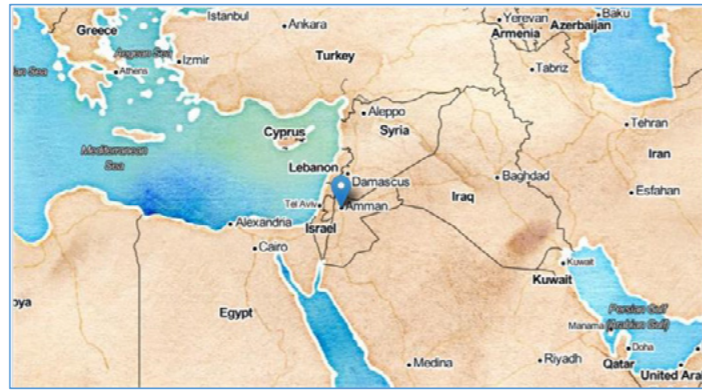 Istanbul
Ankara
Yerevan
Baku
Greece
Armenia
Azerbaijan
Aegean Sea
Izmir
Turkey
Athens
Tabriz
Aleppo
Tehran
Cyprus
Syria
Mediterranean
Sea
Iran
Lebanon
Damascus
Baghdad
Esfahan
Iraq
Tel Aviv
Amman
Alexandria
Israel
Cairo
Kuwait
Kuwait
Egypt
Persian Gulf
(Arabian Gulf)
Manama
Doha
Medina
Riyadh
Qatar
United Ara